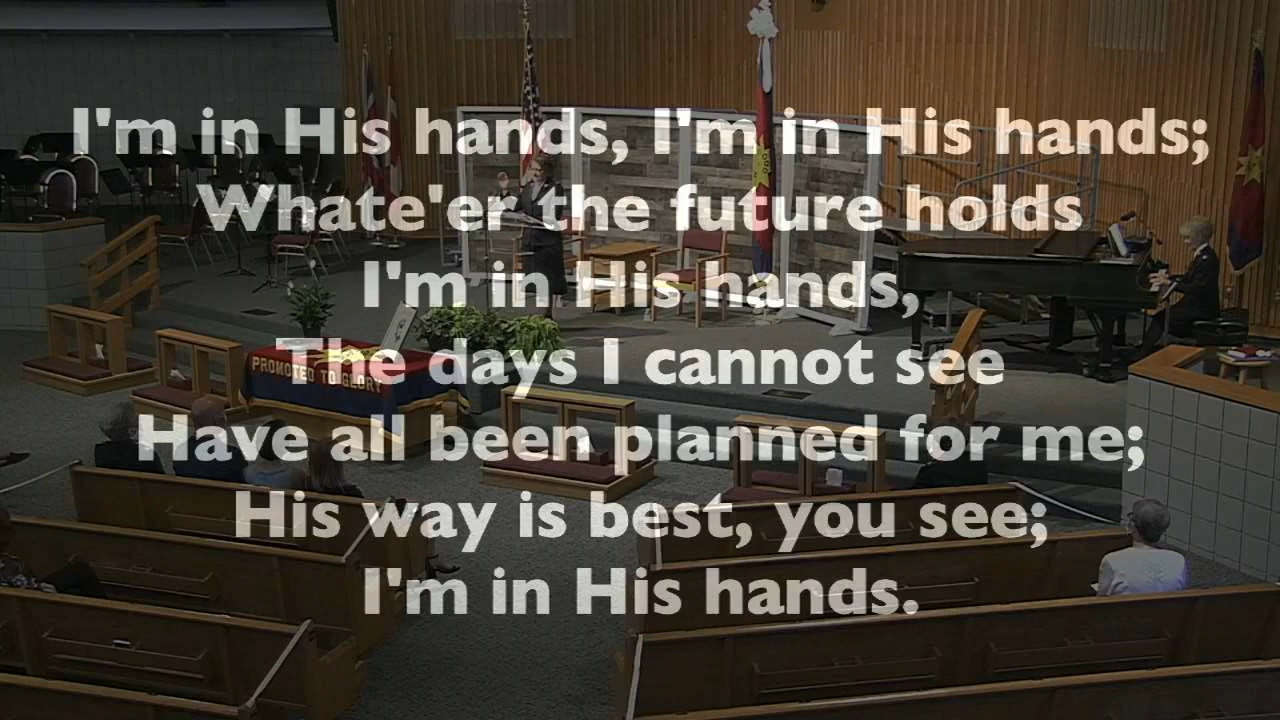 I'm in His hands, I'm in His hands;
Whate'er the future holds
I'm in His hands,
The days I cannot see
PROMOTED TO GLORY
Have all been planned for me;
His way is best, you see;
I'm in His hands.